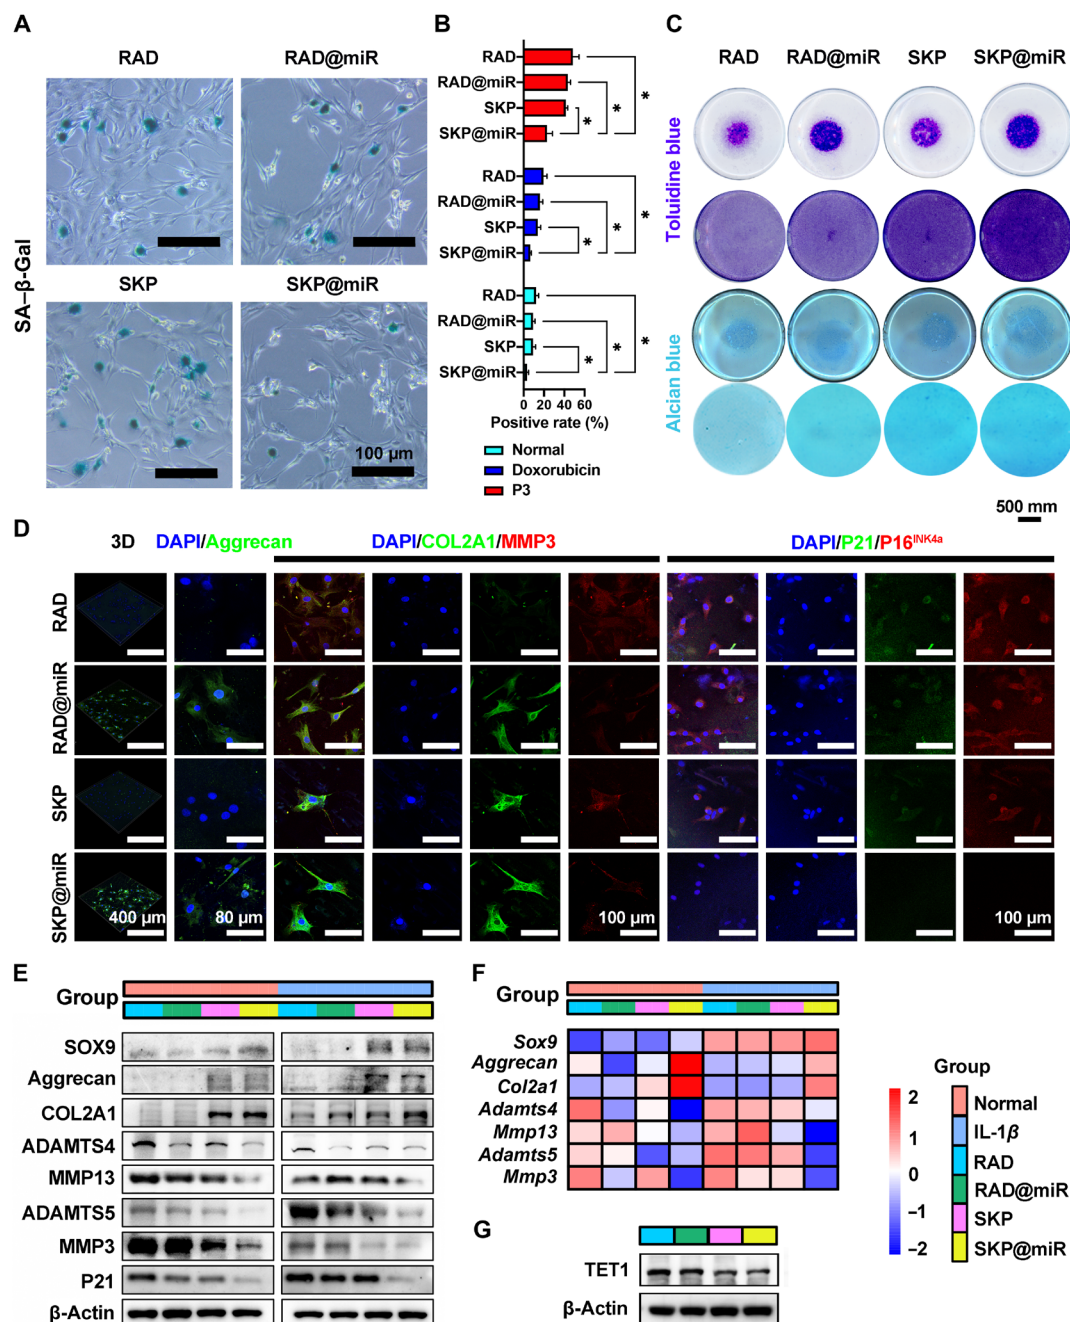 A
RAD
RAD@miR
SKP
SKP@miR
SA–β-Gal
100 μm
B
RAD
RAD@miR
SKP
SKP@miR
*
*
*
RAD
RAD@miR
SKP
SKP@miR
*
*
*
RAD
RAD@miR
SKP
SKP@miR
*
*
*
0 20 40 60
Positive rate (%)
Normal
Doxorubicin
P3
C
RAD RAD@miR SKP SKP@miR
Toluidine blue
Alcian blue
500 mm
D
3D DAPI/Aggrecan DAPI/COL2A1/MMP3 DAPI/P21/P16INK4a
RAD
RAD@miR
SKP
SKP@miR
400 μm 80 μm 100 μm 100 μm
E
Group
SOX9
Aggrecan
COL2A1
ADAMTS4
MMP13
ADAMTS5
MMP3
P21
β-Actin
F
Group
Sox9
Aggrecan
Col2a1
Adamts4
Mmp13
Adamts5
Mmp3
2
1
0
−1
−2
Group
Normal
IL-1β
RAD
RAD@miR
SKP
SKP@miR
G
TET1
β-Actin